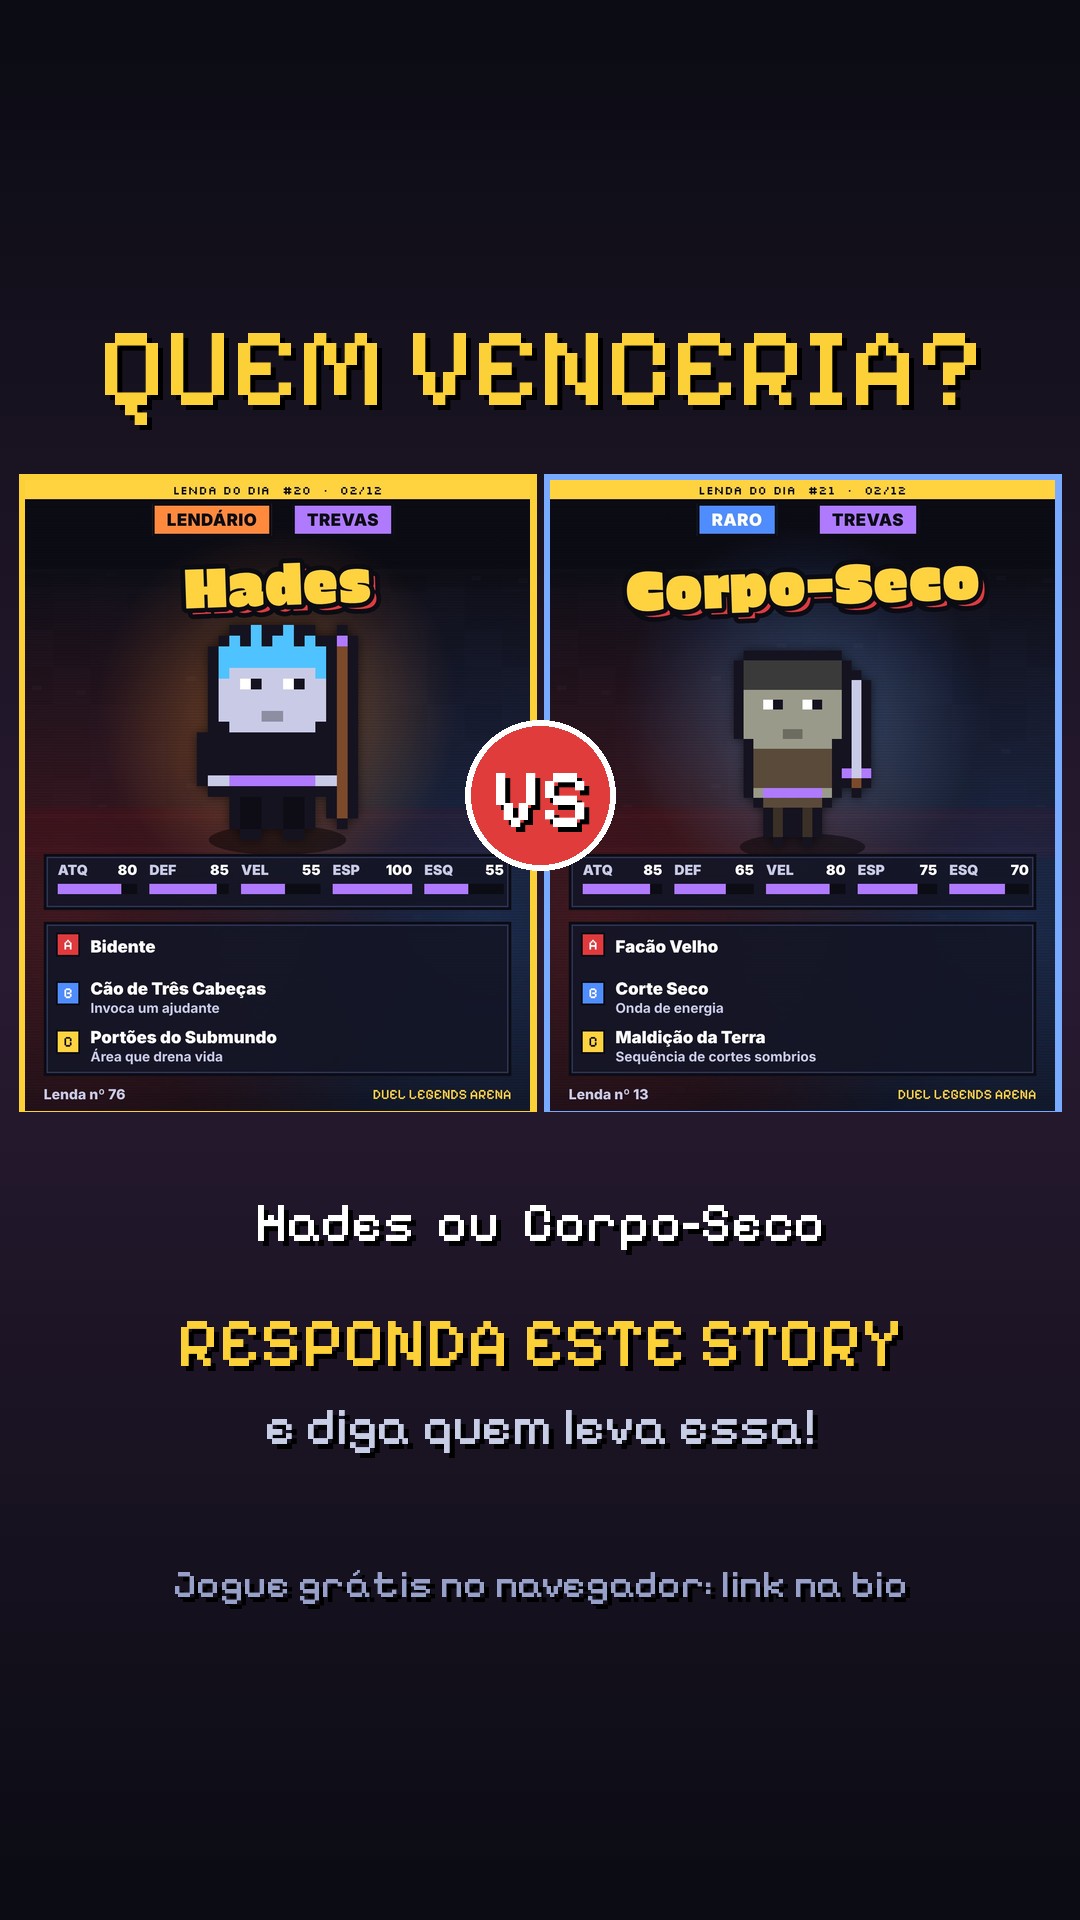 QUEM VENCERIA?
LENDA DO DIA #20 · 02/12
LENDÁRIO TREVAS
Hades
ATQ 80 DEF 85 VEL 55 ESP 100 ESQ 55
A Bidente
B Cão de Três Cabeças
Invoca um ajudante
C Portões do Submundo
Área que drena vida
Lenda nº 76 DUEL LEGENDS ARENA
VS
LENDA DO DIA #21 · 02/12
RARO TREVAS
Corpo-Seco
ATQ 85 DEF 65 VEL 80 ESP 75 ESQ 70
A Facão Velho
B Corte Seco
Onda de energia
C Maldição da Terra
Sequência de cortes sombrios
Lenda nº 13 DUEL LEGENDS ARENA
Hades ou Corpo-Seco
RESPONDA ESTE STORY
e diga quem leva essa!
Jogue grátis no navegador: link na bio